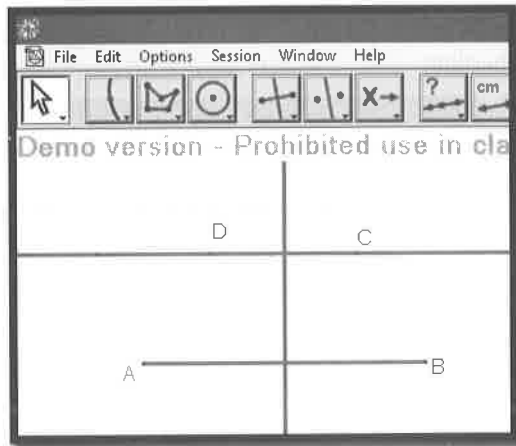 File Edit Options Session Window Help
? cm
Demo version - Prohibited use in cla
D C
A B